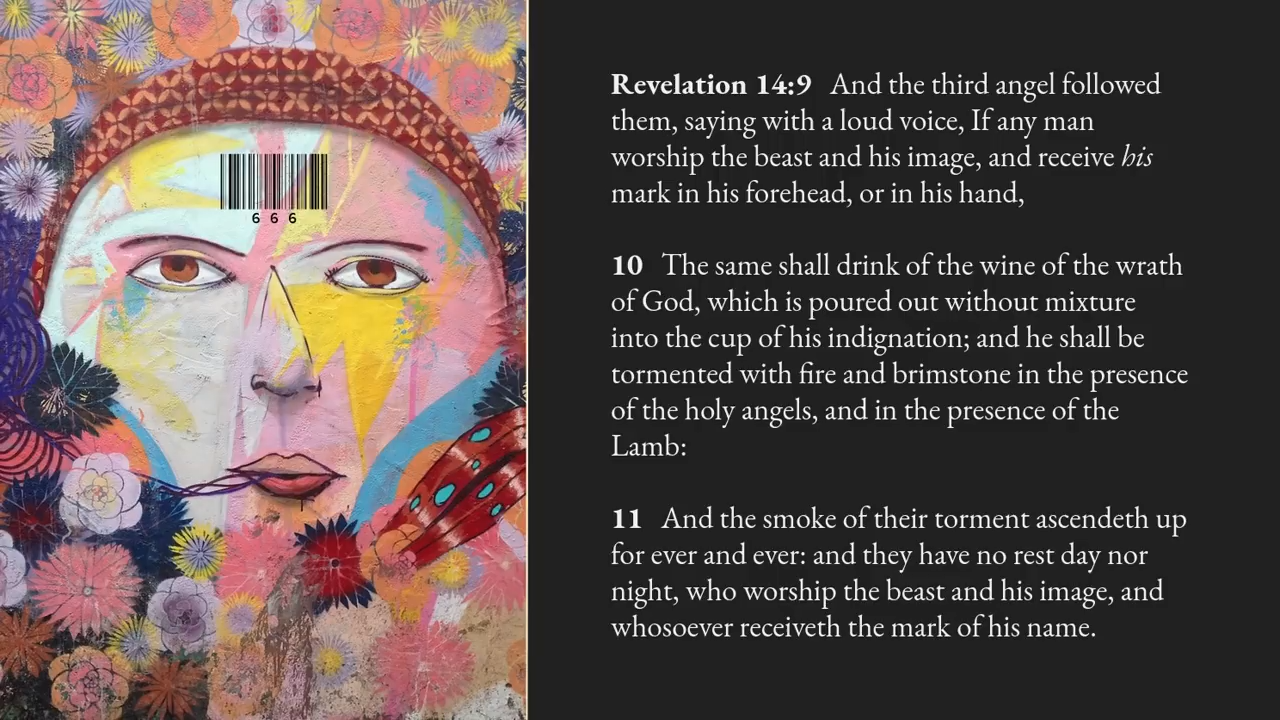 6 6 6
Revelation 14:9 And the third angel followed
them, saying with a loud voice, If any man
worship the beast and his image, and receive his
mark in his forehead, or in his hand,
10 The same shall drink of the wine of the wrath
of God, which is poured out without mixture
into the cup of his indignation; and he shall be
tormented with fire and brimstone in the presence
of the holy angels, and in the presence of the
Lamb:
11 And the smoke of their torment ascendeth up
for ever and ever: and they have no rest day nor
night, who worship the beast and his image, and
whosoever receiveth the mark of his name.